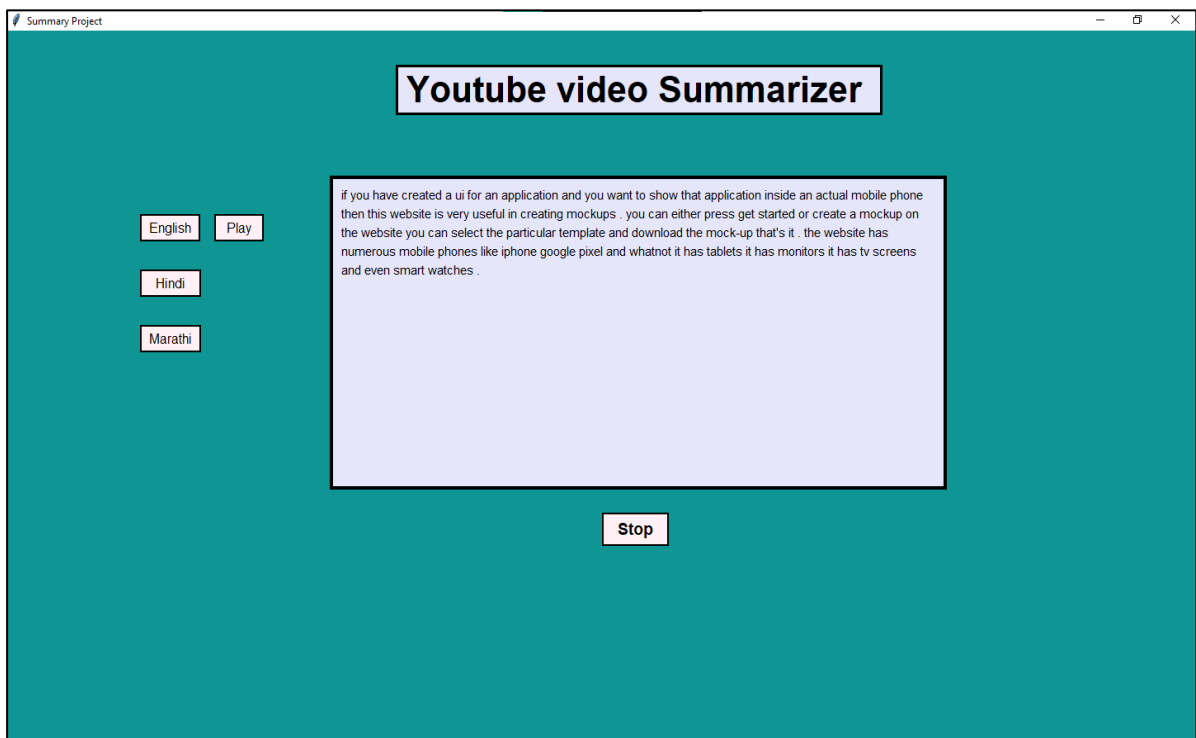 Summary Project
Youtube video Summarizer
English Play
Hindi
Marathi
if you have created a ui for an application and you want to show that application inside an actual mobile phone
then this website is very useful in creating mockups . you can either press get started or create a mockup on
the website you can select the particular template and download the mock-up that's it . the website has
numerous mobile phones like iphone google pixel and whatnot it has tablets it has monitors it has tv screens
and even smart watches .
Stop